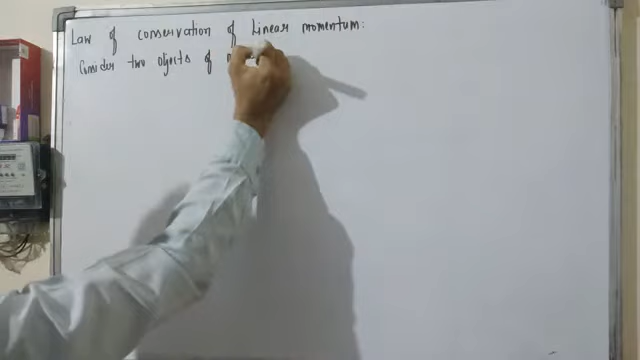 Law of conservation of Linear momentum:
Consider two objects of